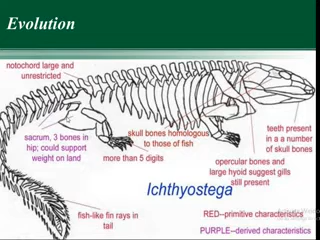 Evolution
notochord large and
unrestricted
sacrum, 3 bones in
hip; could support
weight on land
skull bones homologous
to those of fish
more than 5 digits
teeth present
in a a number
of skull bones
opercular bones and
large hyoid suggest gills
still present
Ichthyostega
fish-like fin rays in
tail
RED--primitive characteristics
PURPLE--derived characteristics